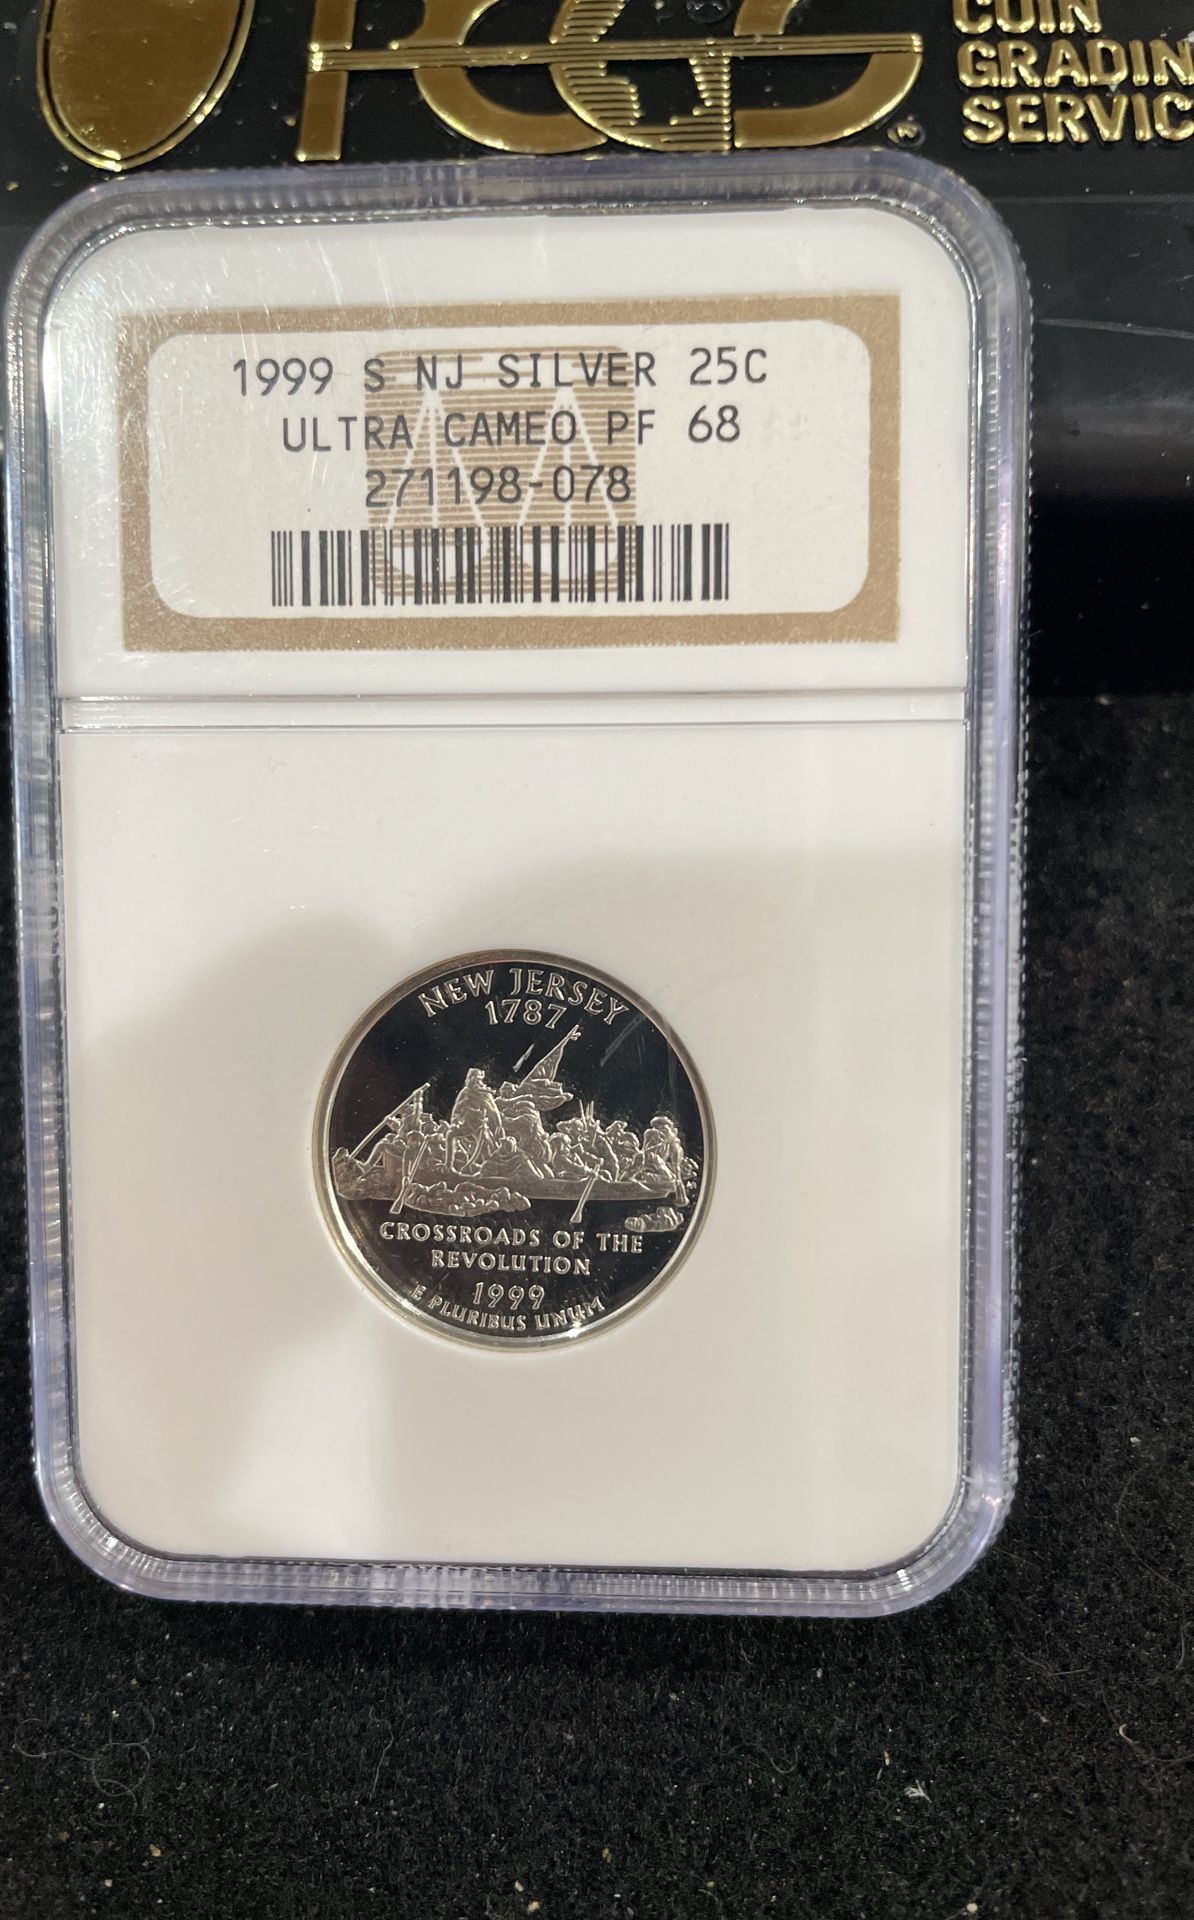 PCGS
COIN
GRADIN
SERVIC
®
1999 S NJ SILVER 25C
ULTRA CAMEO PF 68
271198-078
NEW JERSEY
1787
CROSSROADS OF THE
REVOLUTION
1999
E PLURIBUS UNUM